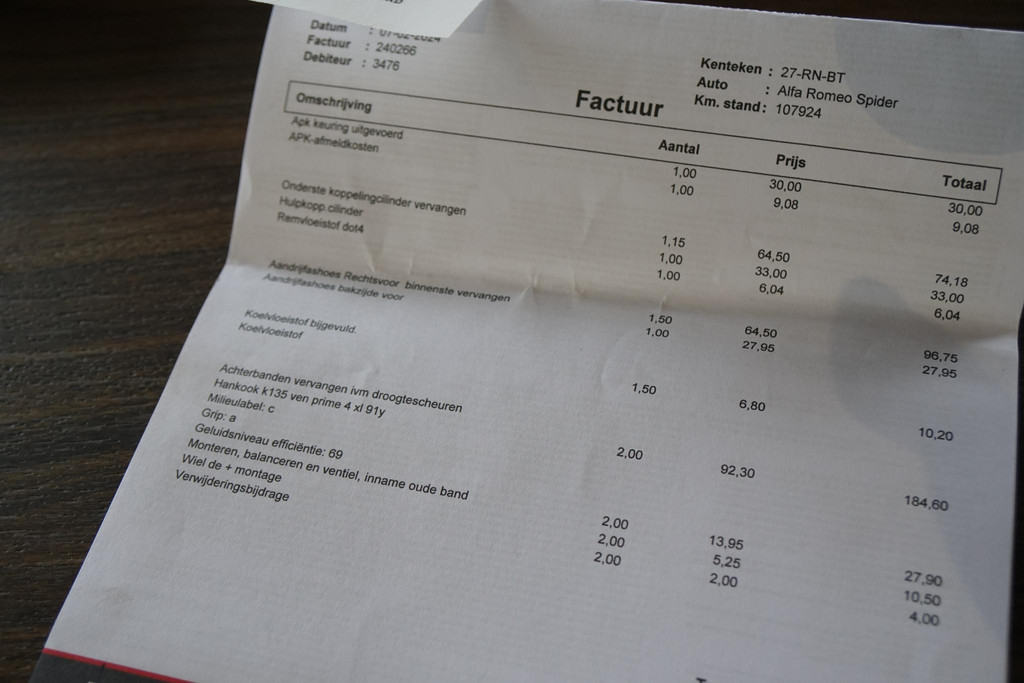 Datum : 07-02-2024
Factuur : 240266
Debiteur : 3476
Kenteken : 27-RN-BT
Auto : Alfa Romeo Spider
Km. stand : 107924
Factuur
Omschrijving Aantal Prijs Totaal
Apk keuring uitgevoerd 1,00 30,00 30,00
APK-afmeldkosten 1,00 9,08 9,08
Onderste koppelingcilinder vervangen 1,15 64,50 74,18
Hulpkopp.cilinder 1,00 33,00 33,00
Remvloeistof dot4 1,00 6,04 6,04
Aandrijfashoes Rechtsvoor binnenste vervangen 1,50 64,50 96,75
Aandrijfashoes bakzijde voor 1,00 27,95 27,95
Koelvloeistof bijgevuld.
Koelvloeistof 1,50 6,80 10,20
Achterbanden vervangen ivm droogtescheuren
Hankook k135 ven prime 4 xl 91y 2,00 92,30 184,60
Milieulabel: c
Grip: a
Geluidsniveau efficiëntie: 69
Monteren, balanceren en ventiel, inname oude band 2,00 13,95 27,90
Wiel de + montage 2,00 5,25 10,50
Verwijderingsbijdrage 2,00 2,00 4,00